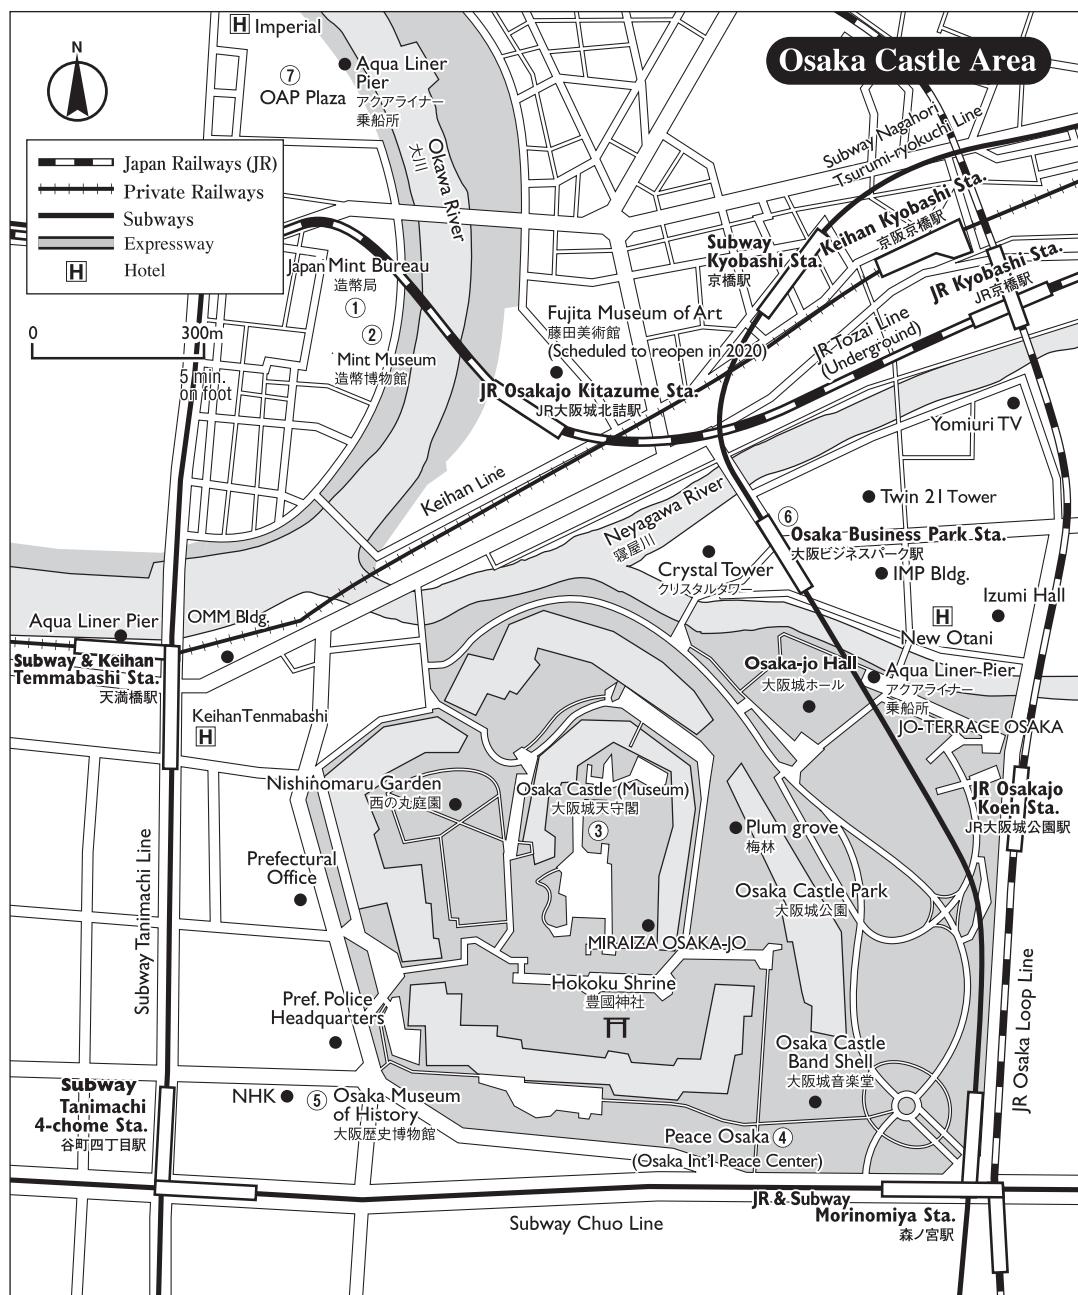 Osaka Castle Area
H Imperial
⑦
OAP Plaza
Aqua Liner
Pier
アクアライナー
乗船所
N
Japan Railways (JR)
Private Railways
Subways
Expressway
H Hotel
0 300m
5 min.
on foot
Okawa River
大川
Subway Nagahori
Tsurumi-ryokuchi Line
Keihan Kyobashi Sta.
京阪京橋駅
Subway
Kyobashi Sta.
京橋駅
JR Kyobashi Sta.
JR京橋駅
Japan Mint Bureau
造幣局
①
②
Mint Museum
造幣博物館
Fujita Museum of Art
藤田美術館
(Scheduled to reopen in 2020)
JR Tozai Line
(Underground)
JR Osakajo Kitazume Sta.
JR大阪城北詰駅
Yomiuri TV
Keihan Line
Neyagawa River
寝屋川
Twin 21 Tower
⑥
Osaka Business Park Sta.
大阪ビジネスパーク駅
Crystal Tower
クリスタルタワー
IMP Bldg.
Izumi Hall
H
New Otani
Aqua Liner Pier
OMM Bldg.
Subway & Keihan
Temmabashi Sta.
天満橋駅
Keihan Tenmabashi
H
Osaka-jo Hall
大阪城ホール
Aqua Liner Pier
アクアライナー
乗船所
JO-TERRACE OSAKA
Nishinomaru Garden
西の丸庭園
Osaka Castle (Museum)
大阪城天守閣
③
JR Osakajo
Koen Sta.
JR大阪城公園駅
Plum grove
梅林
Prefectural
Office
Osaka Castle Park
大阪城公園
Subway Tanimachi Line
MIRAIZA OSAKA-JO
Hokoku Shrine
豊國神社
Pref. Police
Headquarters
JR Osaka Loop Line
Osaka Castle
Band Shell
大阪城音楽堂
Subway
Tanimachi
4-chome Sta.
谷町四丁目駅
NHK
⑤ Osaka Museum
of History
大阪歴史博物館
Peace Osaka ④
(Osaka Int'l Peace Center)
JR & Subway
Morinomiya Sta.
森ノ宮駅
Subway Chuo Line